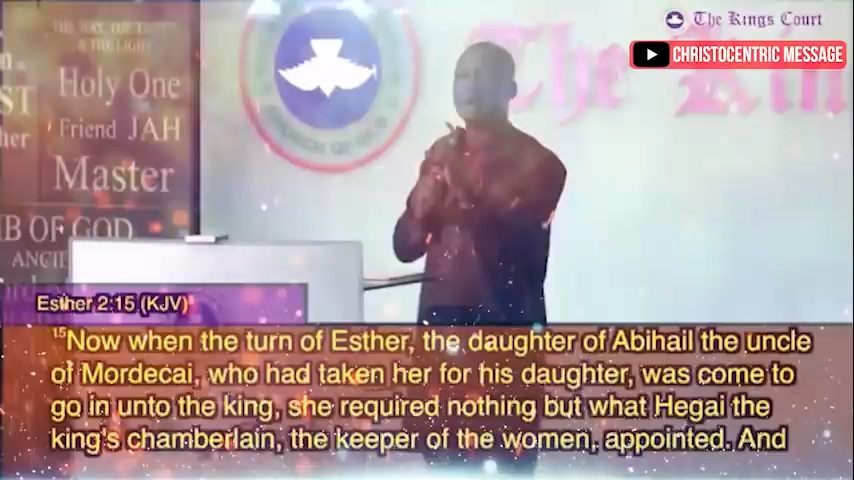 The Kings Court
CHRISTOCENTRIC MESSAGE
THE WAY, THE TRUTH
& THE LIGHT
Holy One
Friend JAH
Master
OF GOD
The Kin
Esther 2:15 (KJV)
15Now when the turn of Esther, the daughter of Abihail the uncle
of Mordecai, who had taken her for his daughter, was come to
go in unto the king, she required nothing but what Hegai the
king's chamberlain, the keeper of the women, appointed. And